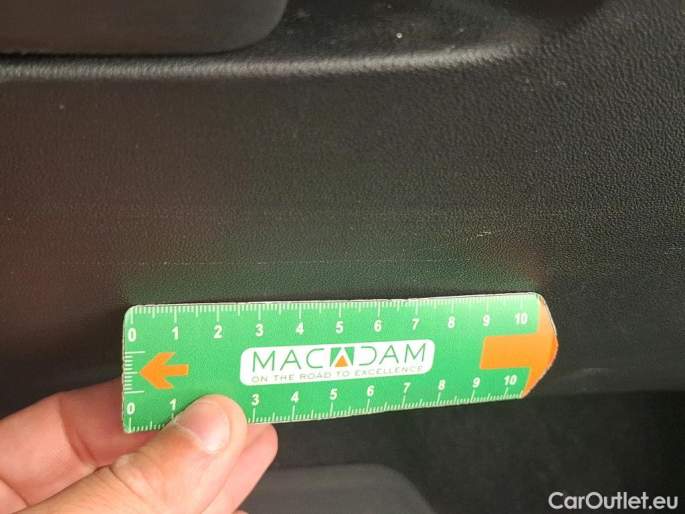 0 1 2 3 4 5 6 7 8 9 10
MACADAM
ON THE ROAD TO EXCELLENCE
0 1 3 4 5 6 7 8 9 10
CarOutlet.eu